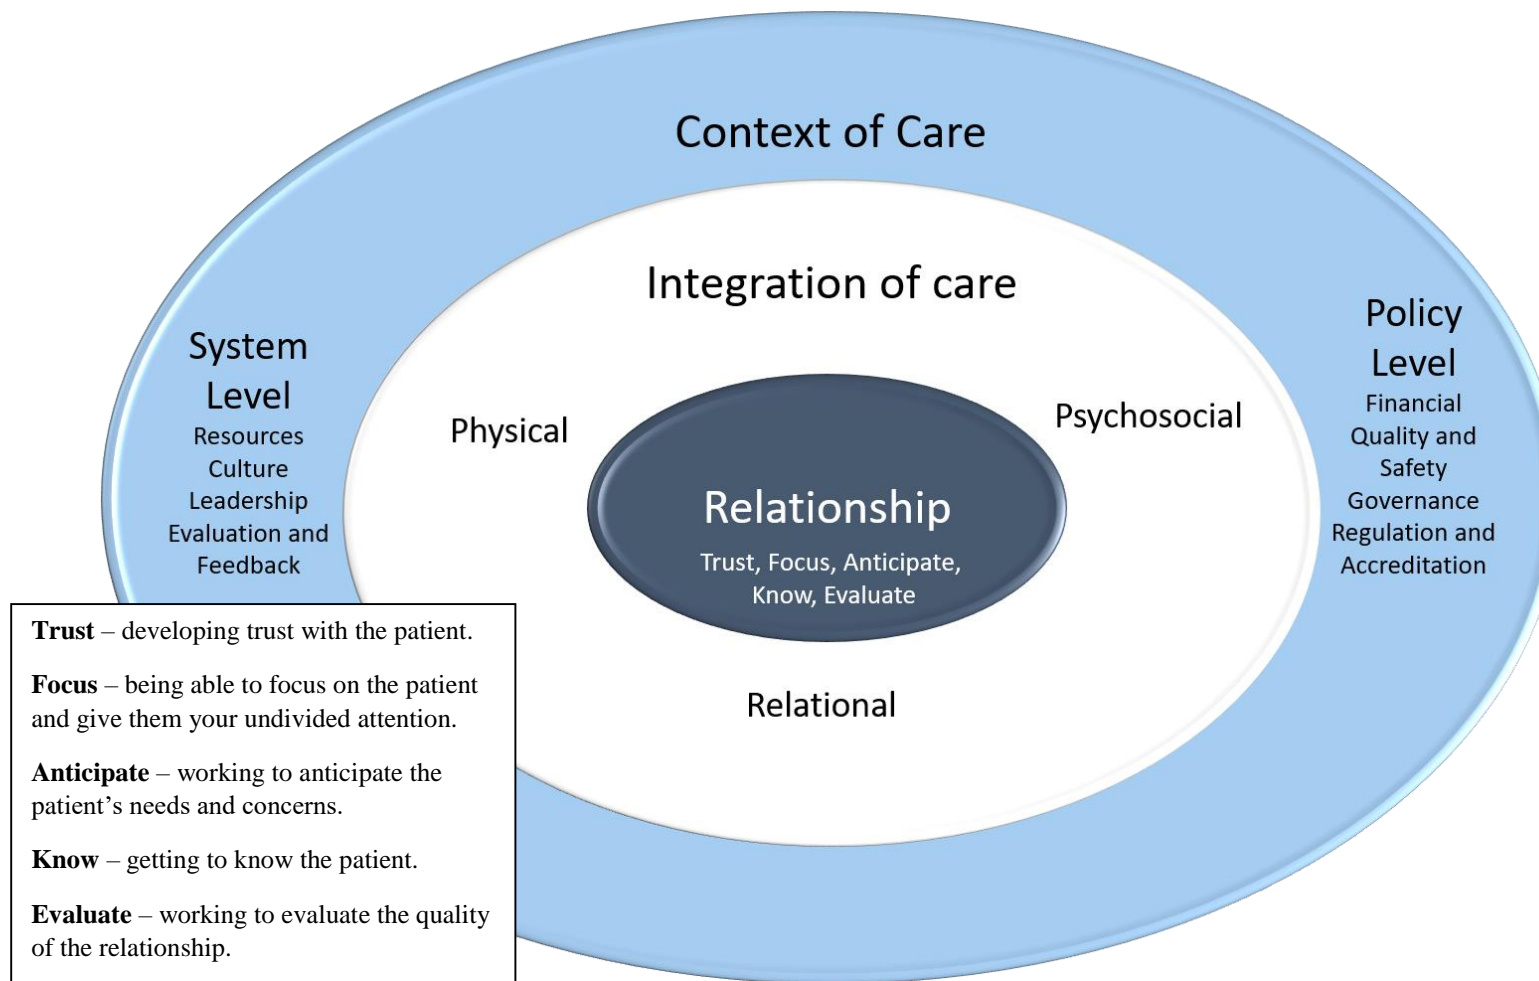 Context of Care
Integration of care
System
Level
Resources
Culture
Leadership
Evaluation and
Feedback
Physical
Psychosocial
Policy
Level
Financial
Quality and
Safety
Governance
Regulation and
Accreditation
Relationship
Trust, Focus, Anticipate,
Know, Evaluate
Relational
Trust – developing trust with the patient.
Focus – being able to focus on the patient
and give them your undivided attention.
Anticipate – working to anticipate the
patient’s needs and concerns.
Know – getting to know the patient.
Evaluate – working to evaluate the quality
of the relationship.